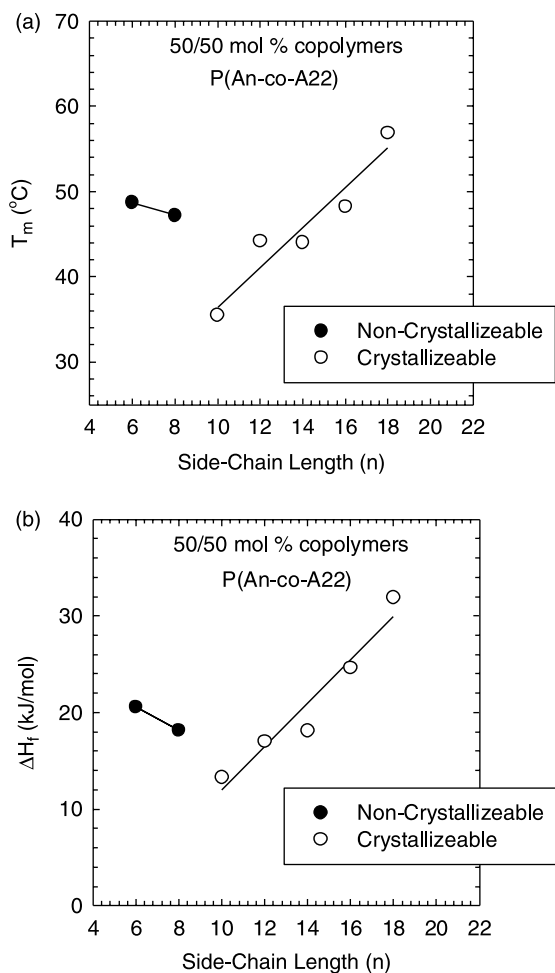 (a)
70
60
50
40
30
T_m (°C)
50/50 mol % copolymers
P(An-co-A22)
Non-Crystallizeable
Crystallizeable
4 6 8 10 12 14 16 18 20 22
Side-Chain Length (n)
(b)
40
30
20
10
0
ΔH_f (kJ/mol)
50/50 mol % copolymers
P(An-co-A22)
Non-Crystallizeable
Crystallizeable
4 6 8 10 12 14 16 18 20 22
Side-Chain Length (n)